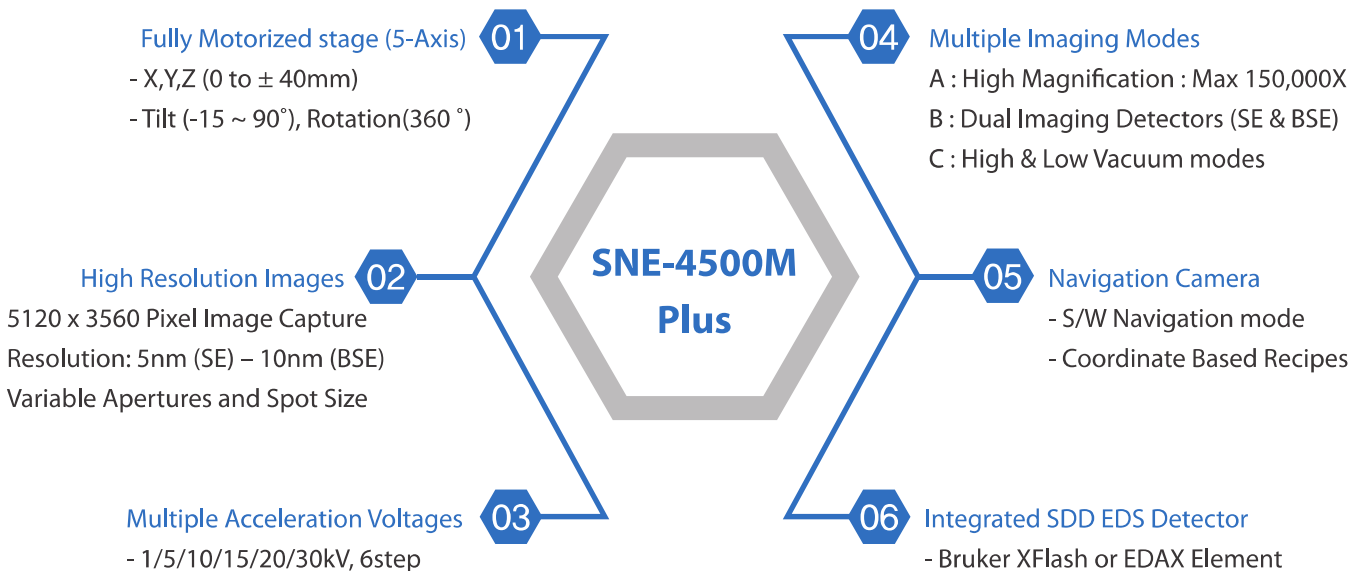 01
Fully Motorized stage (5-Axis)
- X,Y,Z (0 to ± 40mm)
- Tilt (-15 ~ 90˚), Rotation(360 ˚)
02
High Resolution Images
5120 x 3560 Pixel Image Capture
Resolution: 5nm (SE) – 10nm (BSE)
Variable Apertures and Spot Size
03
Multiple Acceleration Voltages
- 1/5/10/15/20/30kV, 6step
SNE-4500M
Plus
04
Multiple Imaging Modes
A : High Magnification : Max 150,000X
B : Dual Imaging Detectors (SE & BSE)
C : High & Low Vacuum modes
05
Navigation Camera
- S/W Navigation mode
- Coordinate Based Recipes
06
Integrated SDD EDS Detector
- Bruker XFlash or EDAX Element